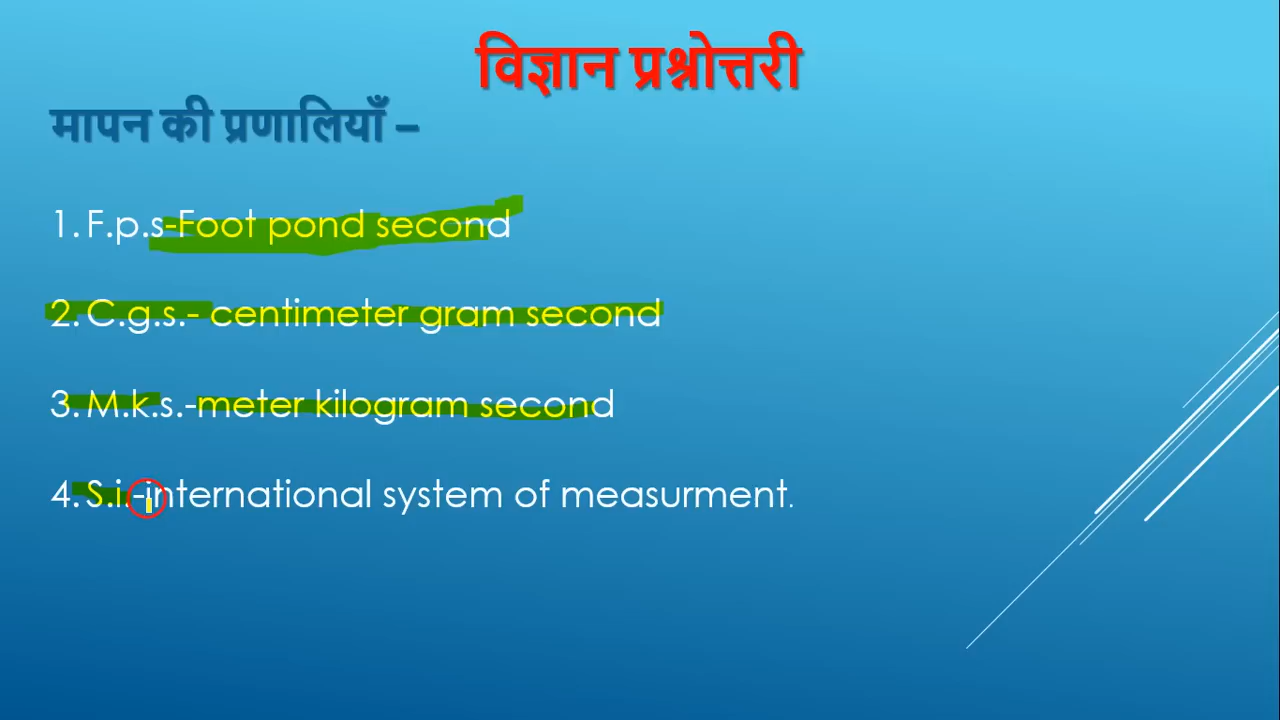 विज्ञान प्रश्नोत्तरी
मापन की प्रणालियाँ –
1. F.p.s-Foot pond second
2. C.g.s.- centimeter gram second
3. M.k.s.-meter kilogram second
4. S.i.-international system of measurment.